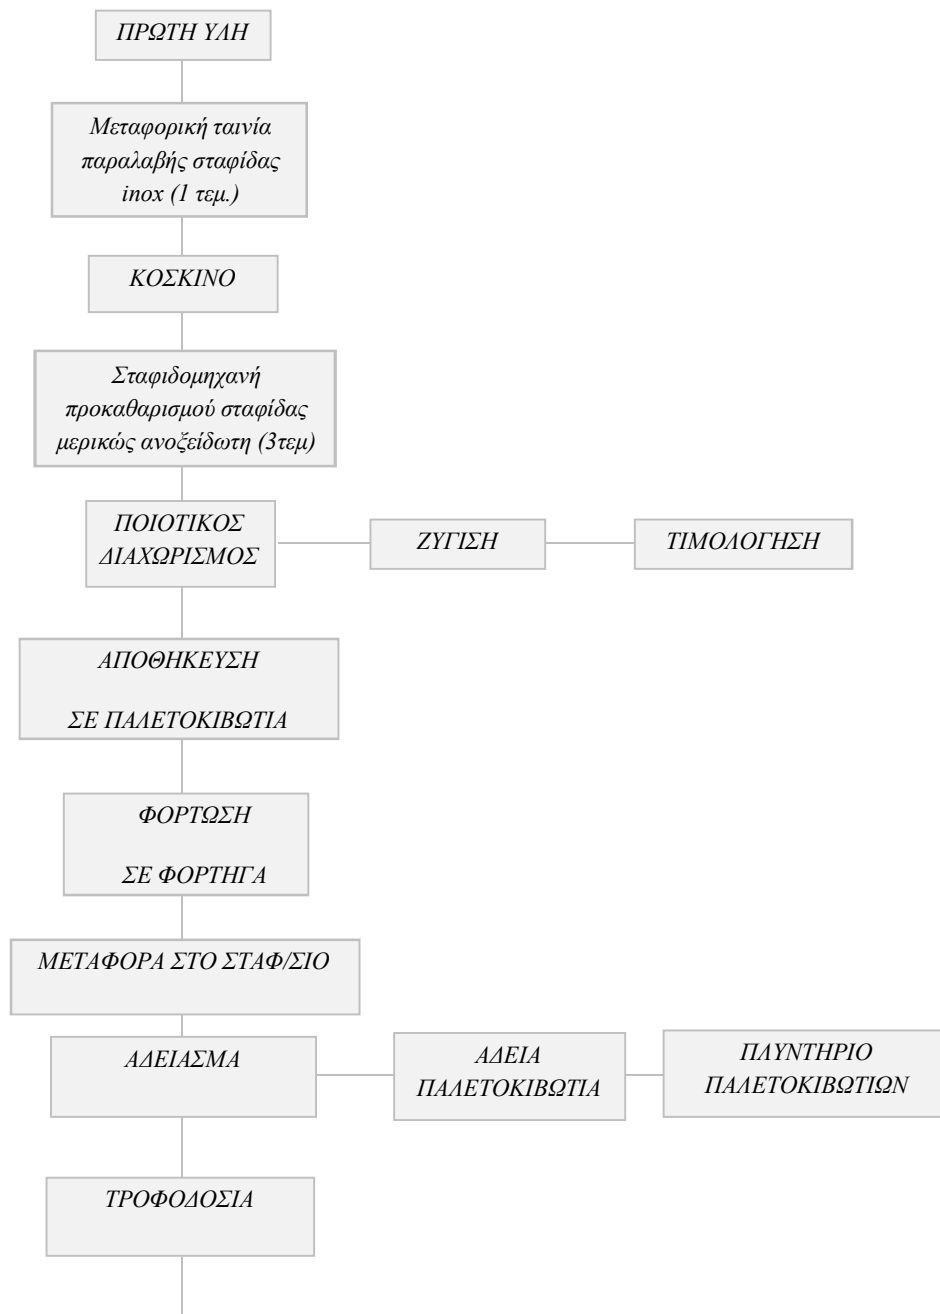 ΠΡΩΤΗ ΥΛΗ
Μεταφορική ταινία
παραλαβής σταφίδας
inox (1 τεμ.)
ΚΟΣΚΙΝΟ
Σταφιδομηχανή
προκαθαρισμού σταφίδας
μερικώς ανοξείδωτη (3τεμ)
ΠΟΙΟΤΙΚΟΣ
ΔΙΑΧΩΡΙΣΜΟΣ
ΖΥΓΙΣΗ
ΤΙΜΟΛΟΓΗΣΗ
ΑΠΟΘΗΚΕΥΣΗ
ΣΕ ΠΑΛΕΤΟΚΙΒΩΤΙΑ
ΦΟΡΤΩΣΗ
ΣΕ ΦΟΡΤΗΓΑ
ΜΕΤΑΦΟΡΑ ΣΤΟ ΣΤΑΦ/ΣΙΟ
ΑΔΕΙΑΣΜΑ
ΑΔΕΙΑ
ΠΑΛΕΤΟΚΙΒΩΤΙΑ
ΠΛΥΝΤΗΡΙΟ
ΠΑΛΕΤΟΚΙΒΩΤΙΩΝ
ΤΡΟΦΟΔΟΣΙΑ